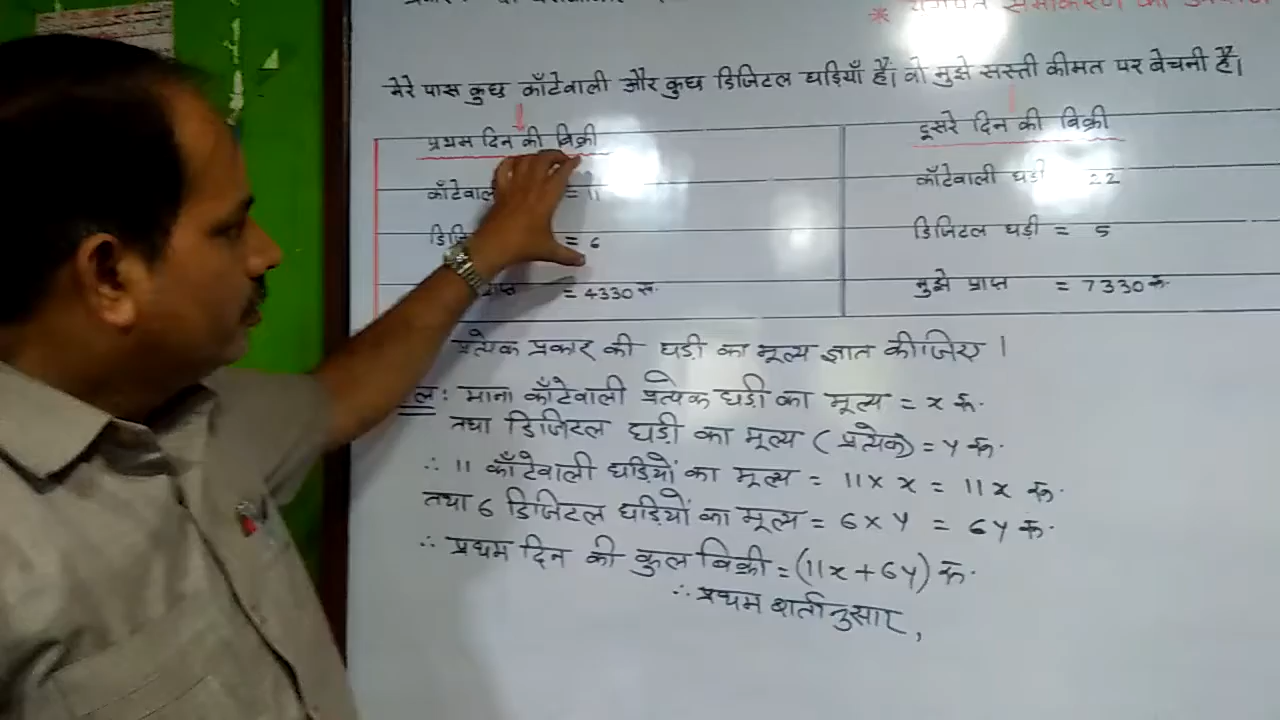 मेरे पास कुछ काँटेवाली और कुछ डिजिटल घड़ियाँ हैं। वो मुझे सस्ती कीमत पर बेचनी हैं।
प्रथम दिन की बिक्री
काँटेवाल = 11
= 6
प्राप्त = 4330 रु.
दूसरे दिन की बिक्री
काँटेवाली घड़ी = 22
डिजिटल घड़ी = 5
मुझे प्राप्त = 7330 रु.
प्रत्येक प्रकार की घड़ी का मूल्य ज्ञात कीजिए।
माना काँटेवाली प्रत्येक घड़ी का मूल्य = x रु.
तथा डिजिटल घड़ी का मूल्य (प्रत्येक) = y रु.
∴ 11 काँटेवाली घड़ियों का मूल्य = 11 × x = 11x रु.
तथा 6 डिजिटल घड़ियों का मूल्य = 6 × y = 6y रु.
∴ प्रथम दिन की कुल बिक्री = (11x + 6y) रु.
∴ प्रथम शर्तानुसार,